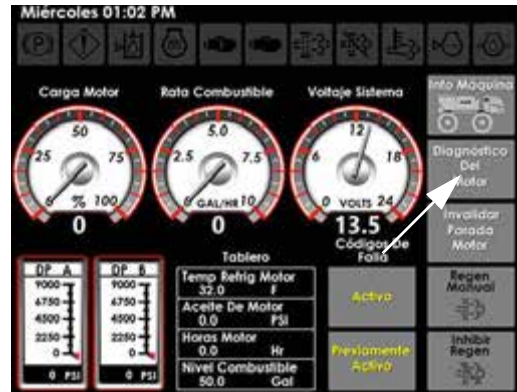 Miércoles 01:02 PM
(P)
Carga Motor
Rata Combustible
Voltaje Sistema
Info Maquina
50
25
75
0
100
%
0
5.0
2.5
7.5
0
10
GAL/HR
0
12
6
18
0
24
VOLTS
13.5
Diagnóstico
Del
Motor
Invalidar
Parada
Motor
Códigos De
Falla
DP A
9000
6750
4500
2250
0
0 PSI
DP B
9000
6750
4500
2250
0
0 PSI
Tablero
Temp Refrig Motor
32.0 F
Aceite De Motor
0.0 PSI
Horas Motor
0.0 Hr
Nivel Combustible
50.0 Gal
Activo
Previamente
Activo
Regen
Manual
Inhibir
Regen